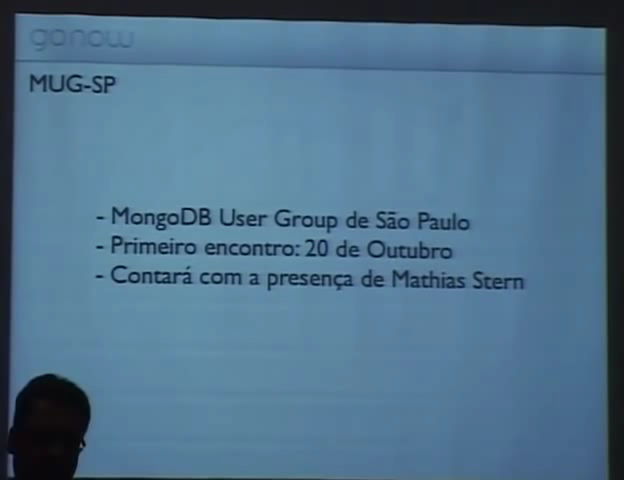 ganow
MUG-SP
- MongoDB User Group de São Paulo
- Primeiro encontro: 20 de Outubro
- Contará com a presença de Mathias Stern